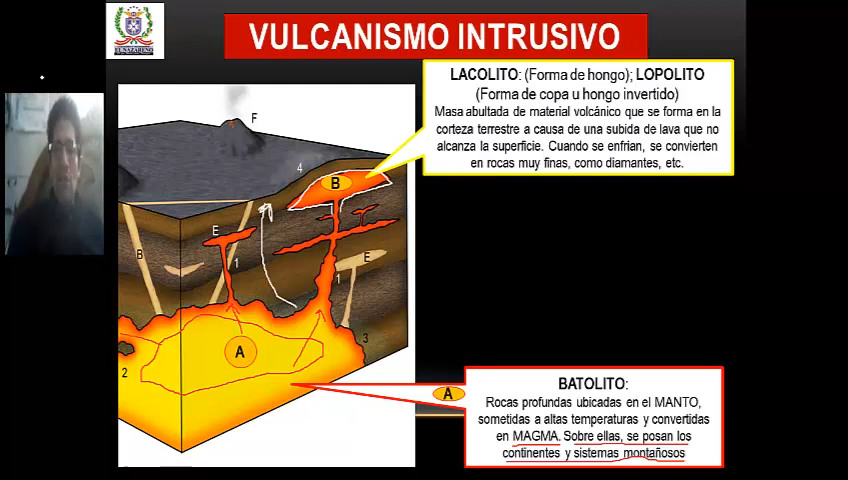 VULCANISMO INTRUSIVO
LACOLITO: (Forma de hongo); LOPOLITO
(Forma de copa u hongo invertido)
Masa abultada de material volcánico que se forma en la
corteza terrestre a causa de una subida de lava que no
alcanza la superficie. Cuando se enfrían, se convierten
en rocas muy finas, como diamantes, etc.
F
4
B
E
B
1
E
1
A
3
2
A
BATOLITO:
Rocas profundas ubicadas en el MANTO,
sometidas a altas temperaturas y convertidas
en MAGMA. Sobre ellas, se posan los
continentes y sistemas montañosos